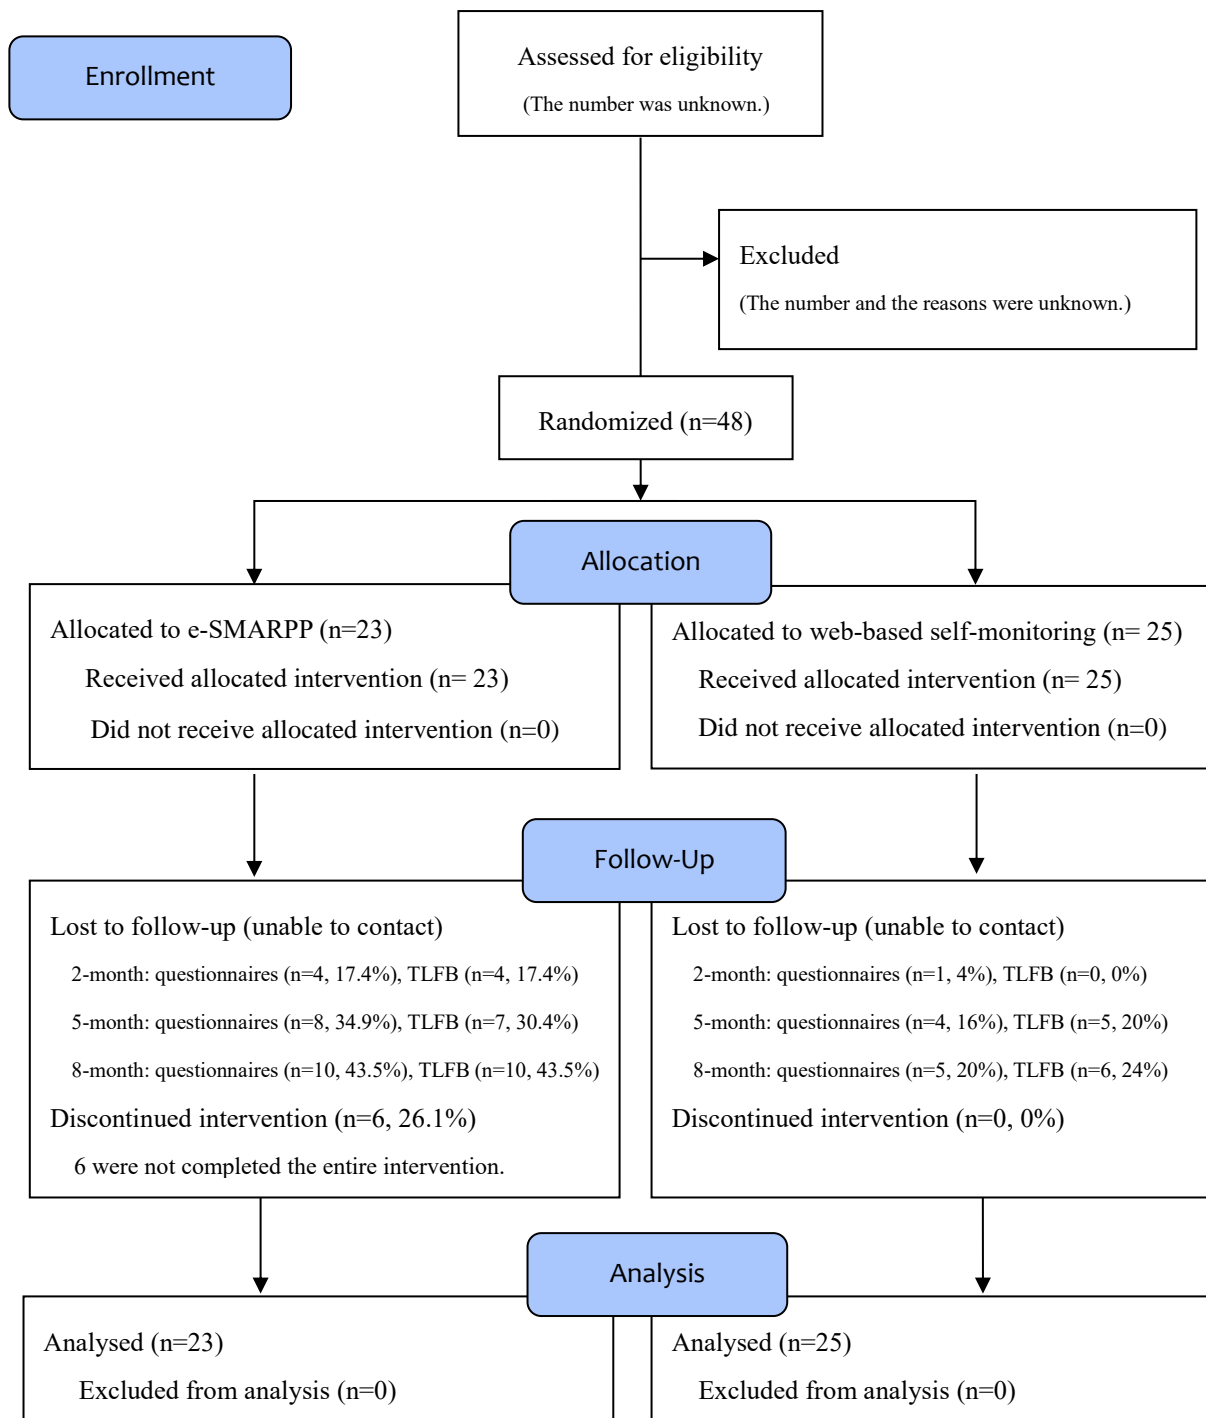 Enrollment
Assessed for eligibility
(The number was unknown.)
Excluded
(The number and the reasons were unknown.)
Randomized (n=48)
Allocation
Allocated to e-SMARPP (n=23)
Received allocated intervention (n= 23)
Did not receive allocated intervention (n=0)
Allocated to web-based self-monitoring (n= 25)
Received allocated intervention (n= 25)
Did not receive allocated intervention (n=0)
Follow-Up
Lost to follow-up (unable to contact)
2-month: questionnaires (n=4, 17.4%), TLFB (n=4, 17.4%)
5-month: questionnaires (n=8, 34.9%), TLFB (n=7, 30.4%)
8-month: questionnaires (n=10, 43.5%), TLFB (n=10, 43.5%)
Discontinued intervention (n=6, 26.1%)
6 were not completed the entire intervention.
Lost to follow-up (unable to contact)
2-month: questionnaires (n=1, 4%), TLFB (n=0, 0%)
5-month: questionnaires (n=4, 16%), TLFB (n=5, 20%)
8-month: questionnaires (n=5, 20%), TLFB (n=6, 24%)
Discontinued intervention (n=0, 0%)
Analysis
Analysed (n=23)
Excluded from analysis (n=0)
Analysed (n=25)
Excluded from analysis (n=0)